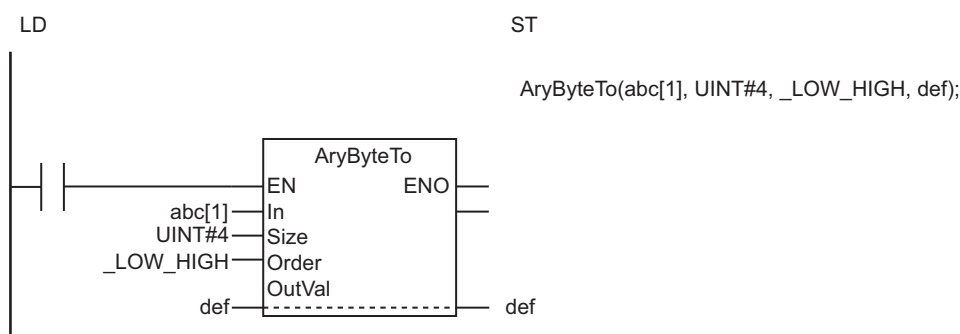 LD
ST
AryByteTo(abc[1], UINT#4, _LOW_HIGH, def);
AryByteTo
EN ENO
abc[1] In
UINT#4 Size
_LOW_HIGH Order
OutVal
def def